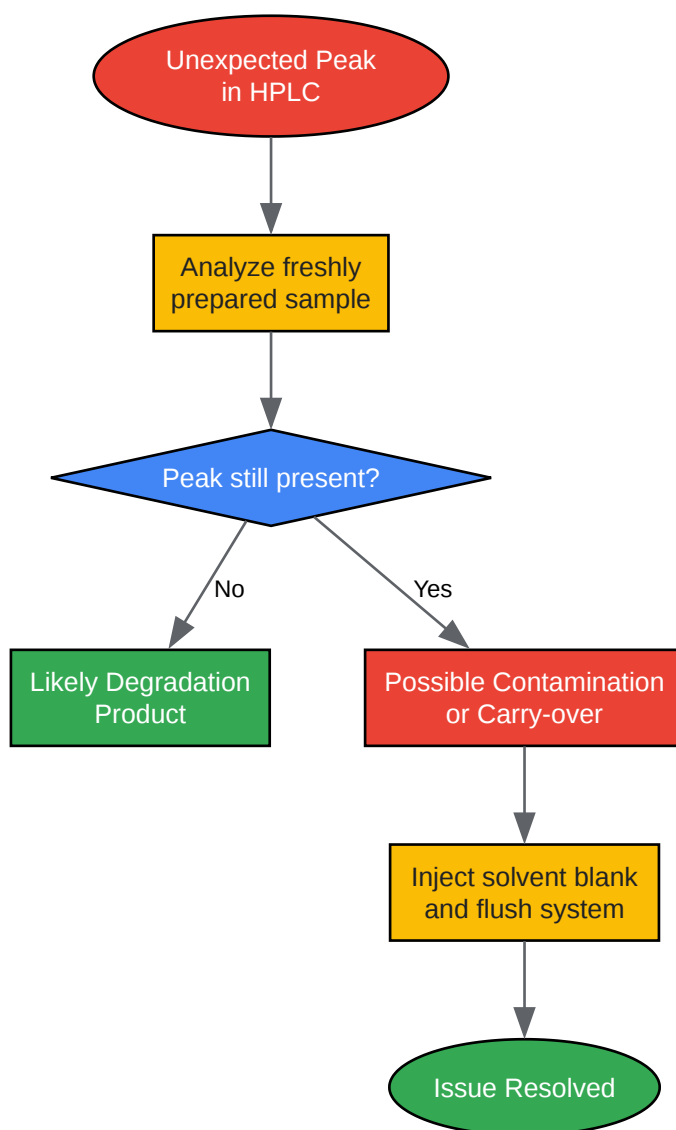 Unexpected Peak
in HPLC
Analyze freshly
prepared sample
Peak still present?
No
Yes
Likely Degradation
Product
Possible Contamination
or Carry-over
Inject solvent blank
and flush system
Issue Resolved